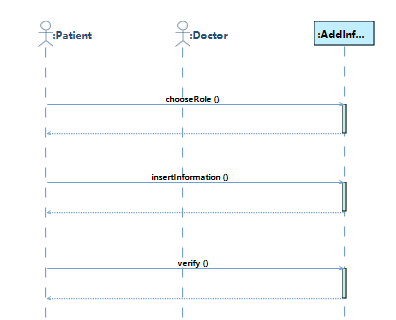 :Patient
:Doctor
:AddInf...
chooseRole ()
insertInformation ()
verify ()